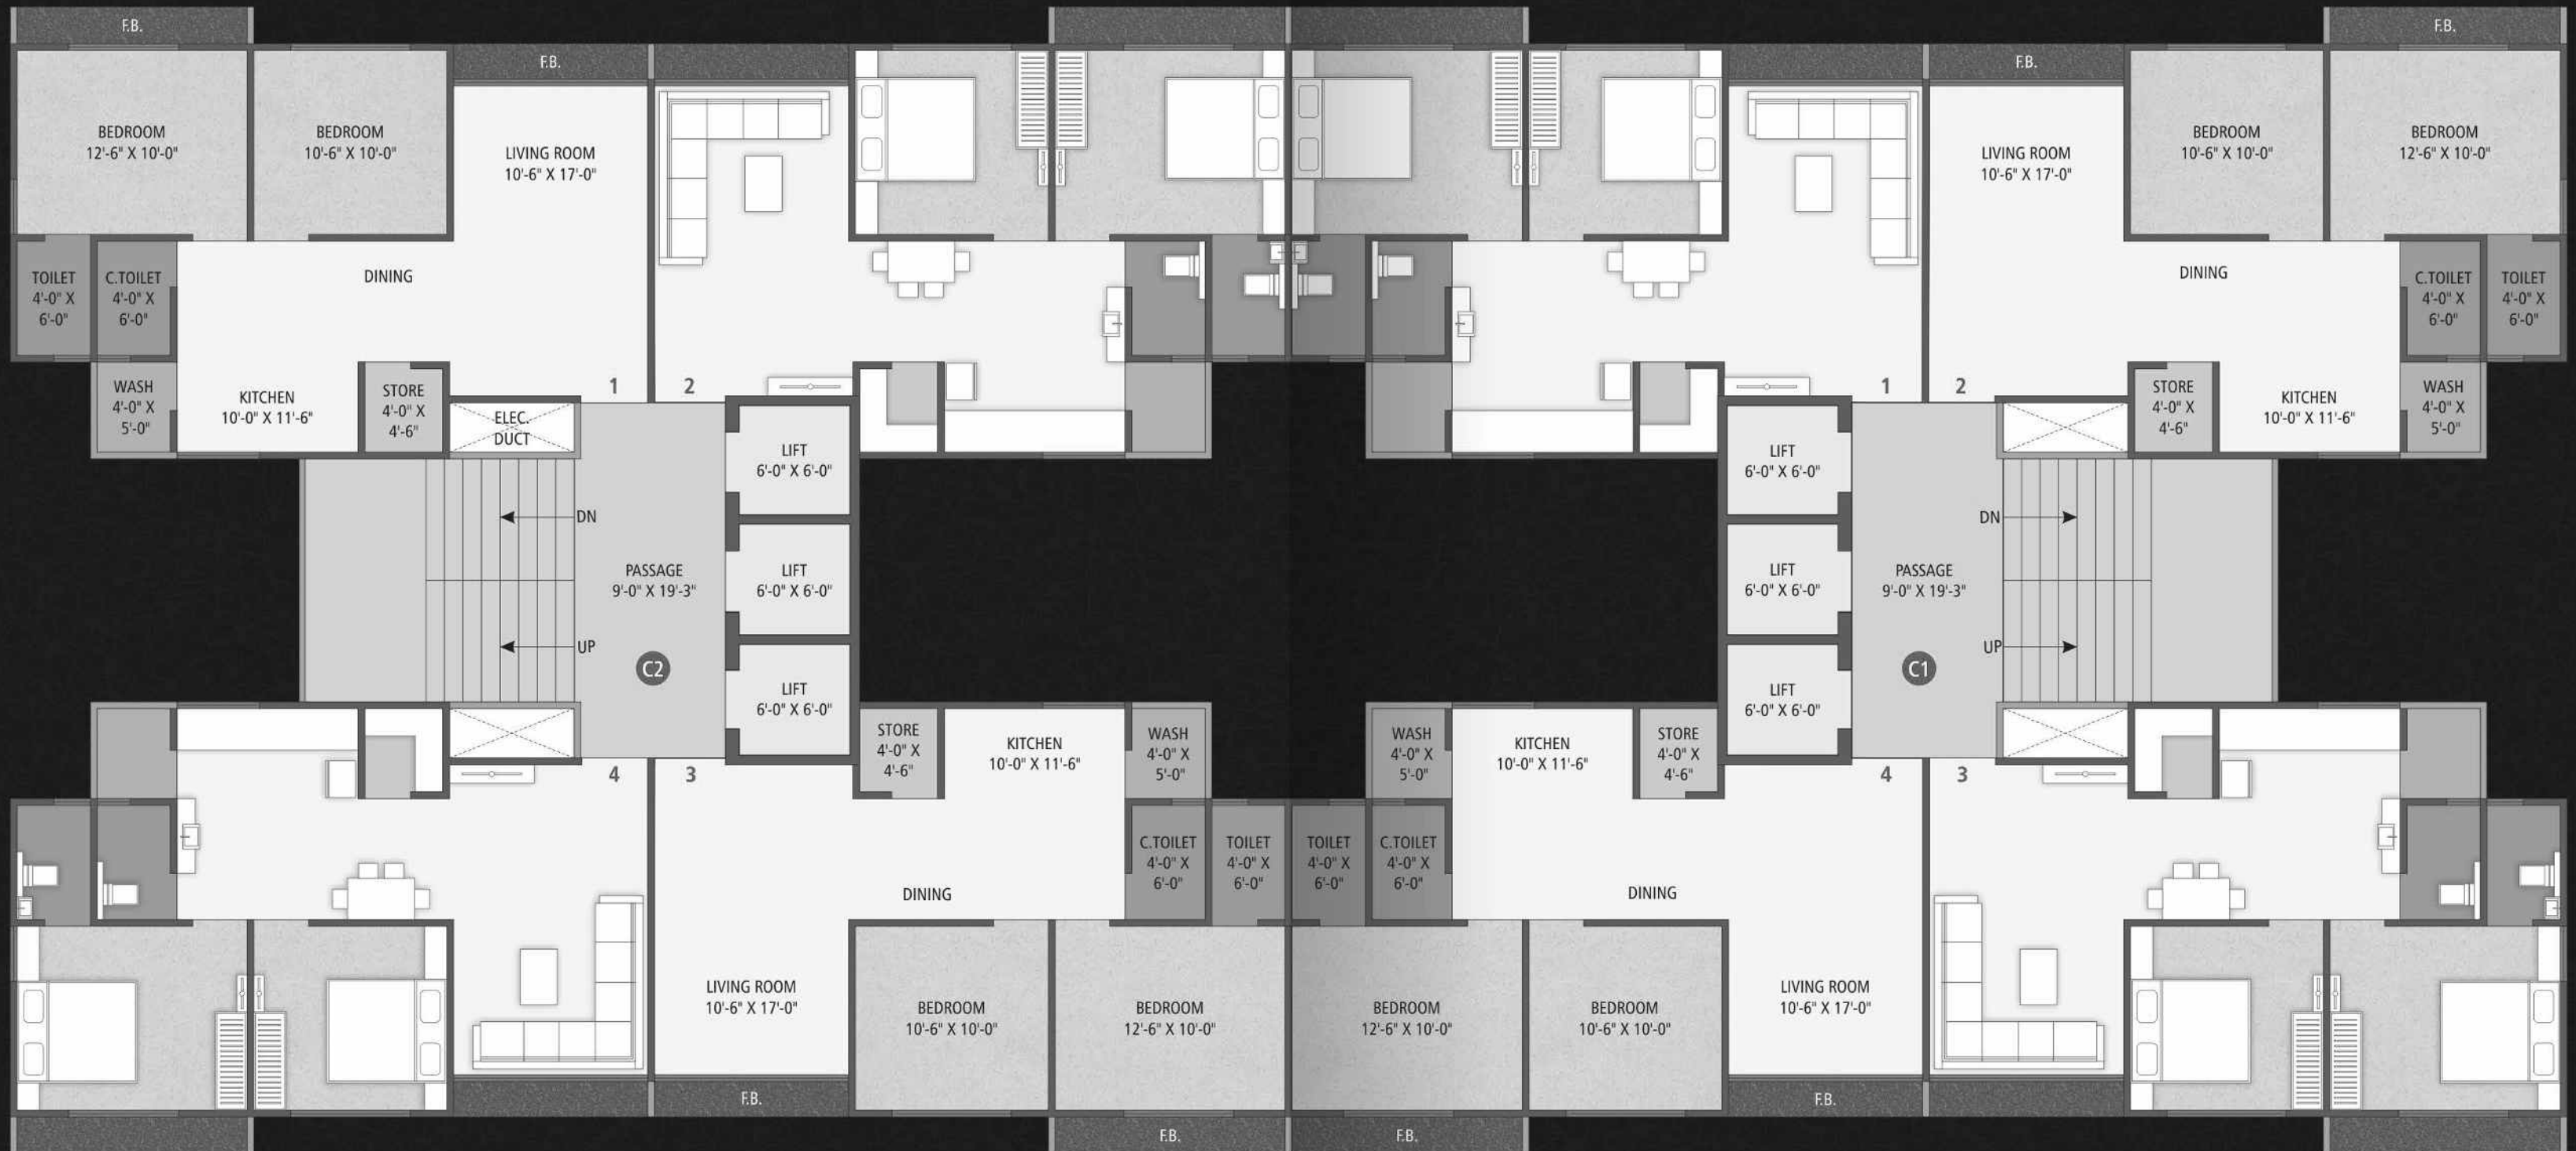 F.B.
F.B.
F.B.
F.B.
BEDROOM
12'-6" X 10'-0"
BEDROOM
10'-6" X 10'-0"
LIVING ROOM
10'-6" X 17'-0"
LIVING ROOM
10'-6" X 17'-0"
BEDROOM
10'-6" X 10'-0"
BEDROOM
12'-6" X 10'-0"
TOILET
4'-0" X
6'-0"
C.TOILET
4'-0" X
6'-0"
DINING
DINING
C.TOILET
4'-0" X
6'-0"
TOILET
4'-0" X
6'-0"
WASH
4'-0" X
5'-0"
KITCHEN
10'-0" X 11'-6"
STORE
4'-0" X
4'-6"
1
2
1
2
STORE
4'-0" X
4'-6"
KITCHEN
10'-0" X 11'-6"
WASH
4'-0" X
5'-0"
ELEC.
DUCT
LIFT
6'-0" X 6'-0"
LIFT
6'-0" X 6'-0"
DN
DN
PASSAGE
9'-0" X 19'-3"
LIFT
6'-0" X 6'-0"
LIFT
6'-0" X 6'-0"
PASSAGE
9'-0" X 19'-3"
UP
UP
C2
C1
LIFT
6'-0" X 6'-0"
LIFT
6'-0" X 6'-0"
STORE
4'-0" X
4'-6"
KITCHEN
10'-0" X 11'-6"
WASH
4'-0" X
5'-0"
WASH
4'-0" X
5'-0"
KITCHEN
10'-0" X 11'-6"
STORE
4'-0" X
4'-6"
4
3
4
3
C.TOILET
4'-0" X
6'-0"
TOILET
4'-0" X
6'-0"
TOILET
4'-0" X
6'-0"
C.TOILET
4'-0" X
6'-0"
DINING
DINING
LIVING ROOM
10'-6" X 17'-0"
BEDROOM
10'-6" X 10'-0"
BEDROOM
12'-6" X 10'-0"
BEDROOM
12'-6" X 10'-0"
BEDROOM
10'-6" X 10'-0"
LIVING ROOM
10'-6" X 17'-0"
F.B.
F.B.
F.B.
F.B.